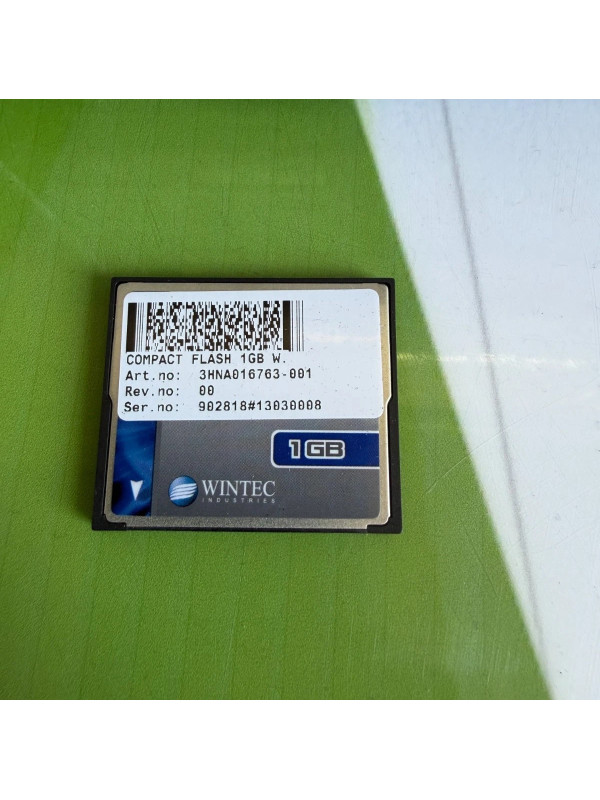 COMPACT FLASH 1GB W.
Art.no: 3HNA016763-001
Rev.no: 00
Ser.no: 902818#13030008
1GB
WINTEC
INDUSTRIES